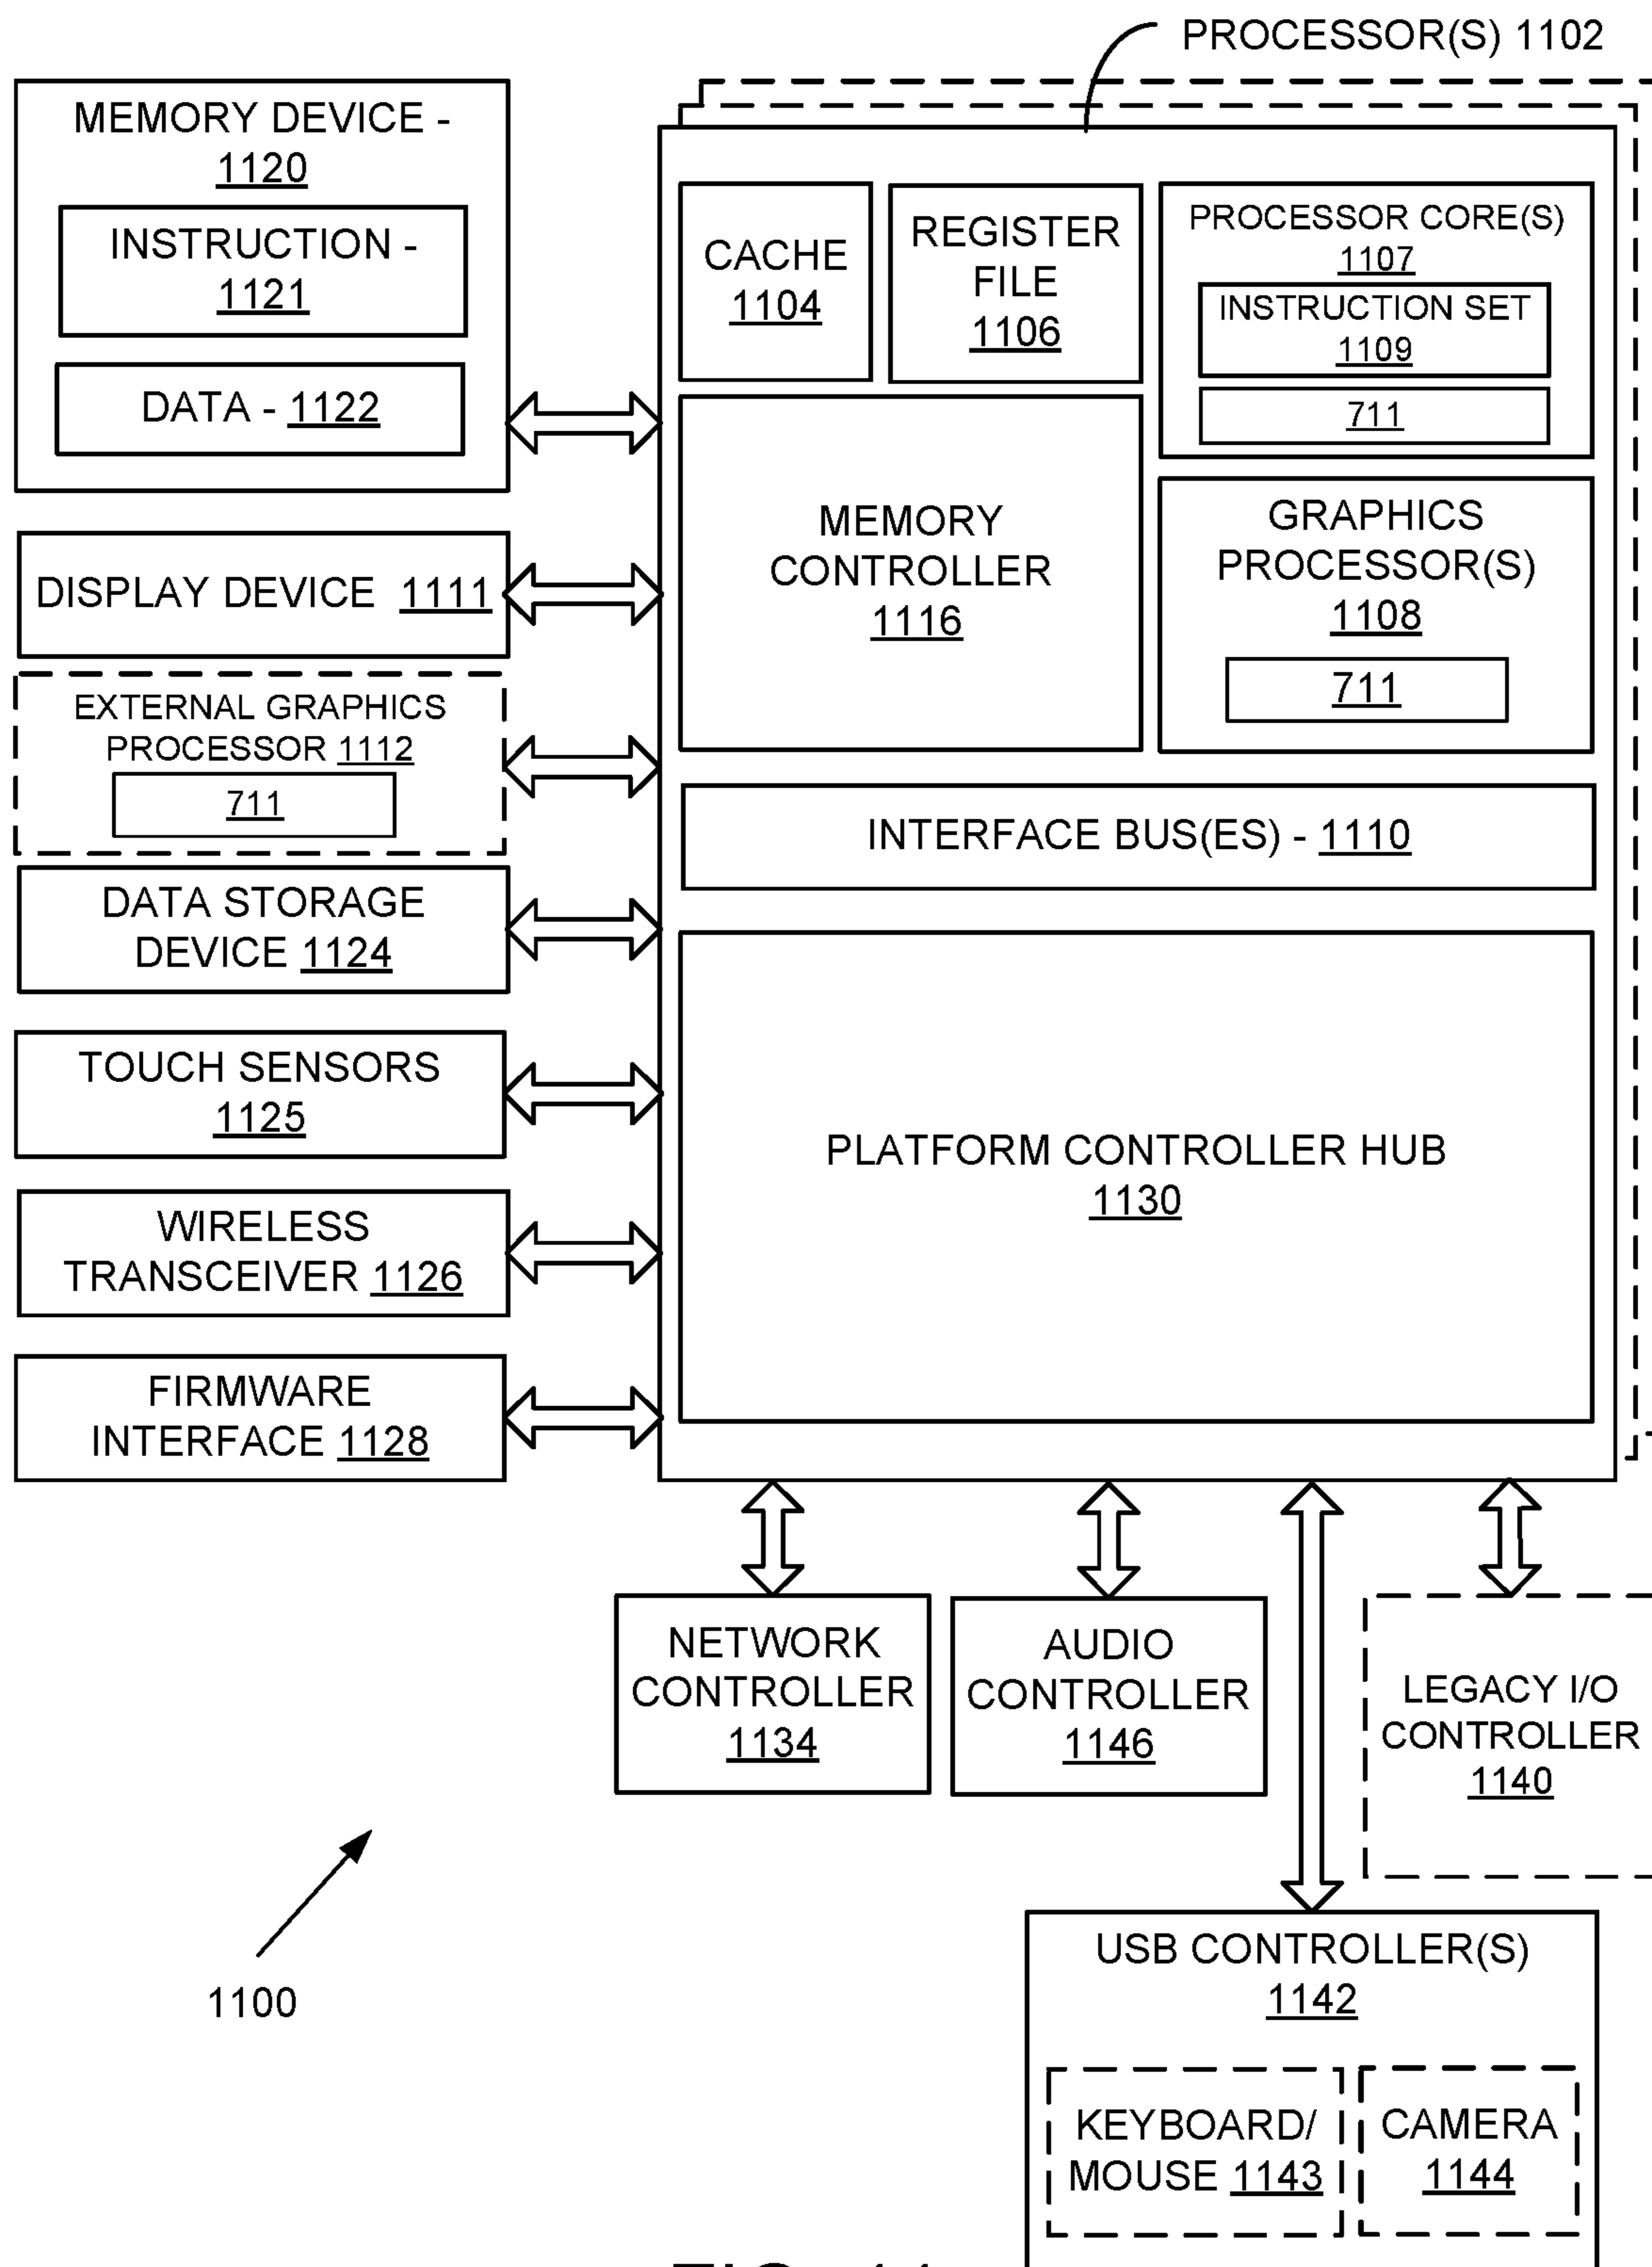 PROCESSOR(S) 1102
MEMORY DEVICE -
1120
INSTRUCTION -
1121
DATA - 1122
DISPLAY DEVICE 1111
EXTERNAL GRAPHICS
PROCESSOR 1112
711
DATA STORAGE
DEVICE 1124
TOUCH SENSORS
1125
WIRELESS
TRANSCEIVER 1126
FIRMWARE
INTERFACE 1128
CACHE
1104
REGISTER
FILE
1106
PROCESSOR CORE(S)
1107
INSTRUCTION SET
1109
711
MEMORY
CONTROLLER
1116
GRAPHICS
PROCESSOR(S)
1108
711
INTERFACE BUS(ES) - 1110
PLATFORM CONTROLLER HUB
1130
NETWORK
CONTROLLER
1134
AUDIO
CONTROLLER
1146
LEGACY I/O
CONTROLLER
1140
USB CONTROLLER(S)
1142
KEYBOARD/
MOUSE 1143
CAMERA
1144
1100